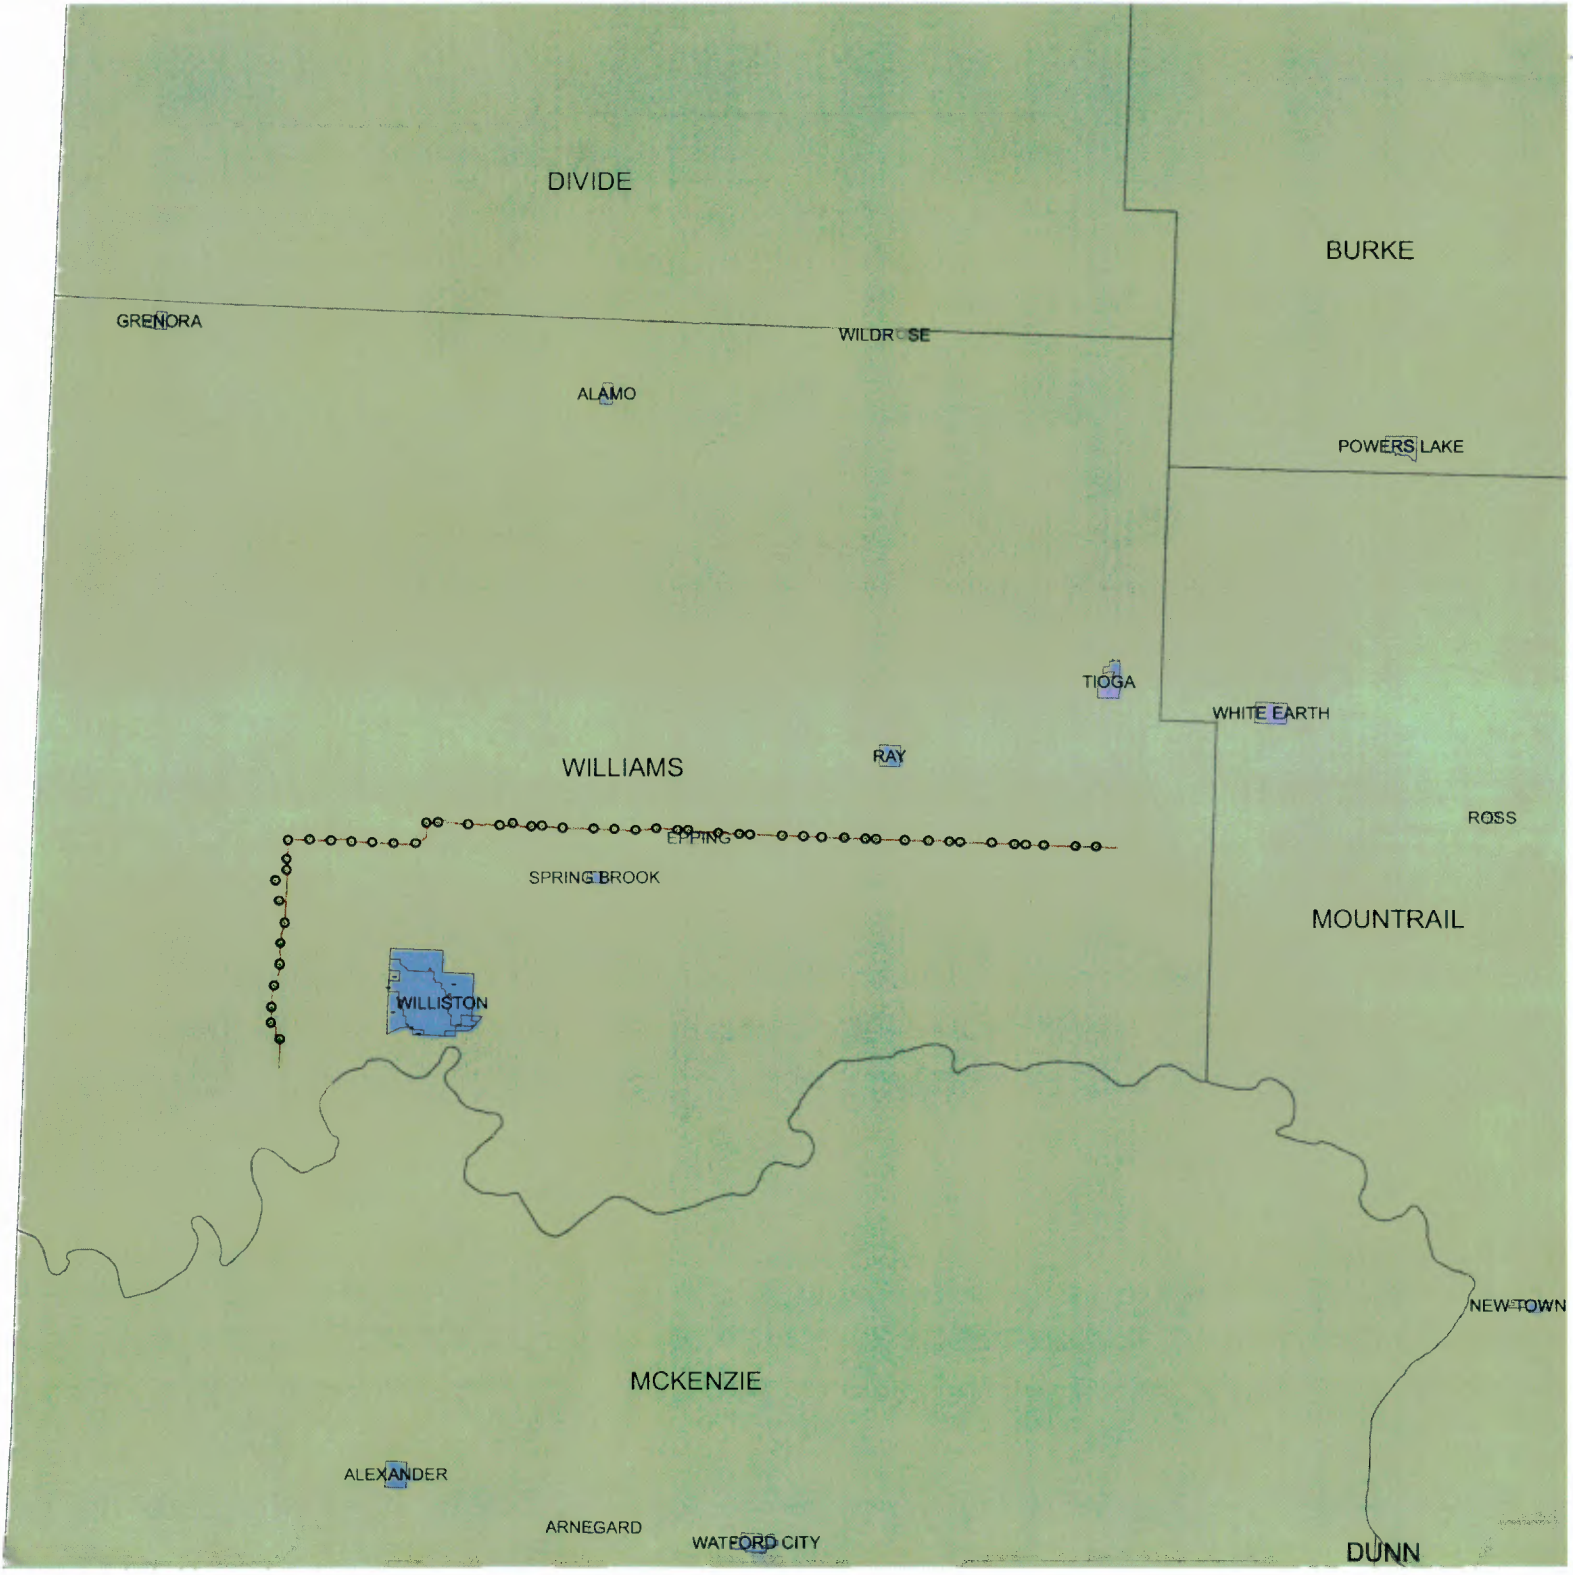 DIVIDE
BURKE
GRENORA
WILDROSE
ALAMO
POWERS LAKE
TIOGA
WHITE EARTH
RAY
WILLIAMS
ROSS
EPPING
SPRING BROOK
MOUNTRAIL
WILLISTON
NEW TOWN
MCKENZIE
ALEXANDER
ARNEGARD
WATFORD CITY
DUNN